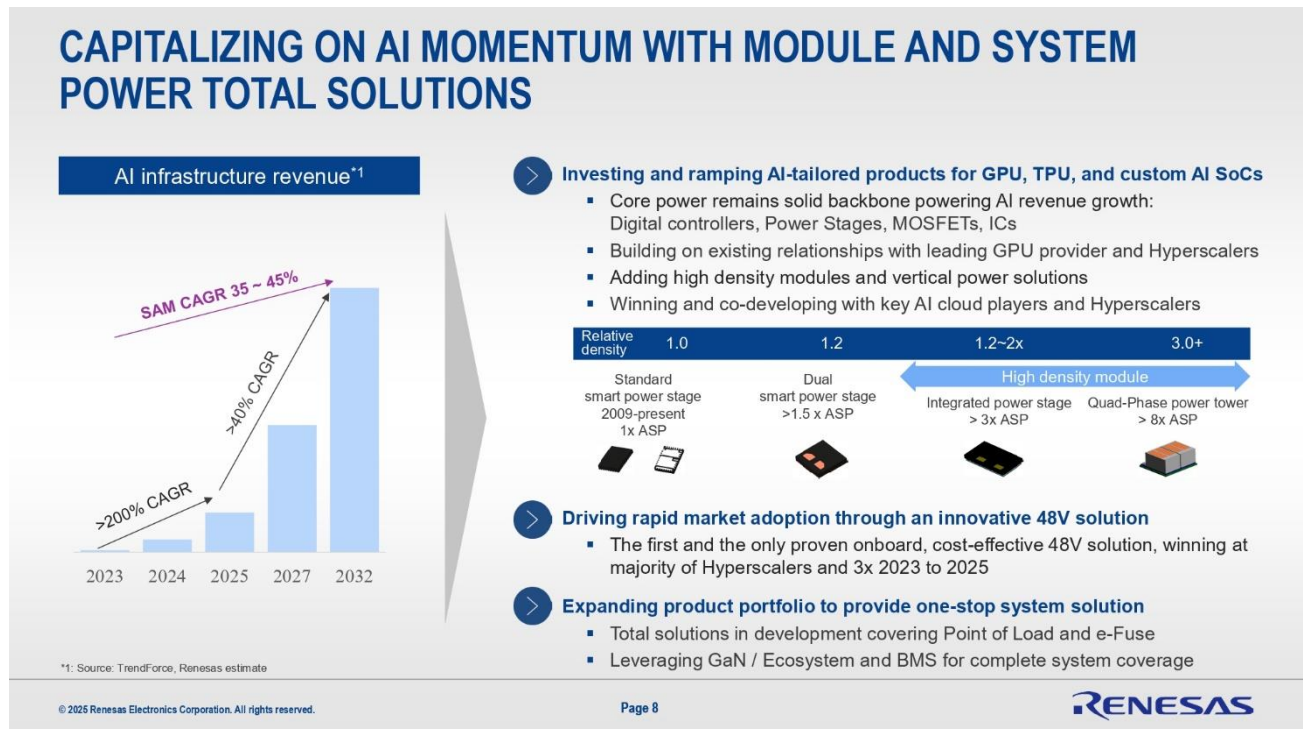 CAPITALIZING ON AI MOMENTUM WITH MODULE AND SYSTEM
POWER TOTAL SOLUTIONS
AI infrastructure revenue*1
SAM CAGR 35 ~ 45%
>40% CAGR
>200% CAGR
2023 2024 2025 2027 2032
*1: Source: TrendForce, Renesas estimate
Investing and ramping AI-tailored products for GPU, TPU, and custom AI SoCs
▪ Core power remains solid backbone powering AI revenue growth:
Digital controllers, Power Stages, MOSFETs, ICs
▪ Building on existing relationships with leading GPU provider and Hyperscalers
▪ Adding high density modules and vertical power solutions
▪ Winning and co-developing with key AI cloud players and Hyperscalers
Relative
density 1.0 1.2 1.2~2x 3.0+
High density module
Standard
smart power stage
2009-present
1x ASP
Dual
smart power stage
>1.5 x ASP
Integrated power stage
> 3x ASP
Quad-Phase power tower
> 8x ASP
Driving rapid market adoption through an innovative 48V solution
▪ The first and the only proven onboard, cost-effective 48V solution, winning at
majority of Hyperscalers and 3x 2023 to 2025
Expanding product portfolio to provide one-stop system solution
▪ Total solutions in development covering Point of Load and e-Fuse
▪ Leveraging GaN / Ecosystem and BMS for complete system coverage
© 2025 Renesas Electronics Corporation. All rights reserved.
Page 8
RENESAS